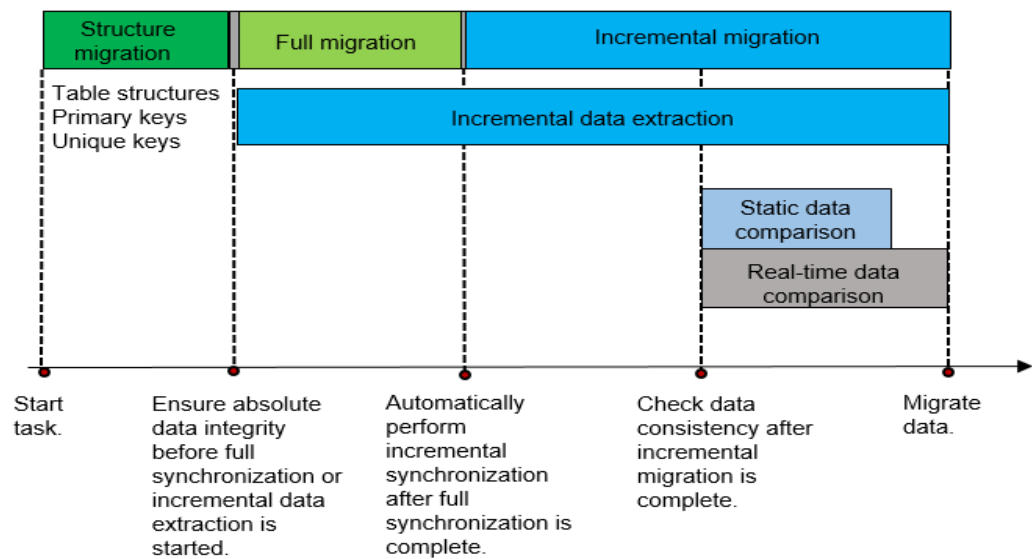 Structure
migration
Full migration
Incremental migration
Table structures
Primary keys
Unique keys
Incremental data extraction
Static data
comparison
Real-time data
comparison
Start
task.
Ensure absolute
data integrity
before full
synchronization or
incremental data
extraction is
started.
Automatically
perform
incremental
synchronization
after full
synchronization is
complete.
Check data
consistency after
incremental
migration is
complete.
Migrate
data.